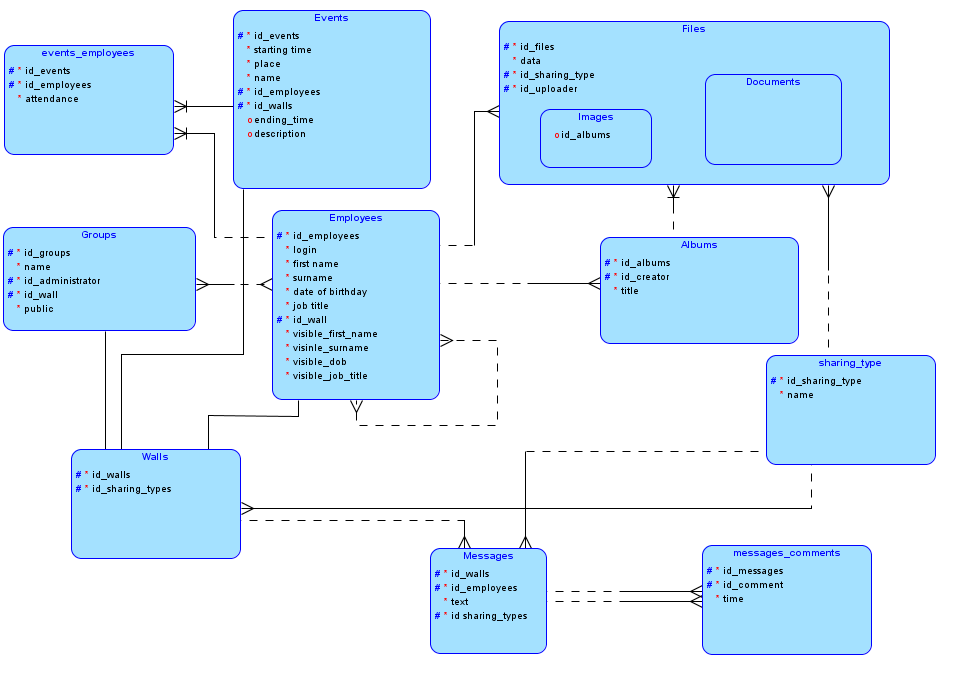 events_employees
# * id_events
# * id_employees
* attendance
Events
# * id_events
* starting time
* place
* name
# * id_employees
# * id_walls
o ending_time
o description
Files
# * id_files
* data
# * id_sharing_type
# * id_uploader
Images
o id_albums
Documents
Groups
# * id_groups
* name
# * id_administrator
# * id_wall
* public
Employees
# * id_employees
* login
* first name
* surname
* date of birthday
* job title
# * id_wall
* visible_first_name
* visinle_surname
* visible_dob
* visible_job_title
Albums
# * id_albums
# * id_creator
* title
sharing_type
# * id_sharing_type
* name
Walls
# * id_walls
# * id_sharing_types
Messages
# * id_walls
# * id_employees
* text
# * id sharing_types
messages_comments
# * id_messages
# * id_comment
* time